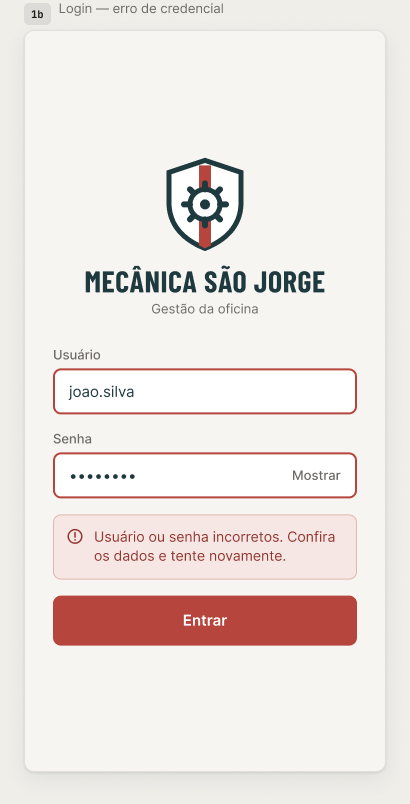 1b Login — erro de credencial
MECÂNICA SÃO JORGE
Gestão da oficina
Usuário
joao.silva
Senha
•••••••• Mostrar
Usuário ou senha incorretos. Confira
os dados e tente novamente.
Entrar